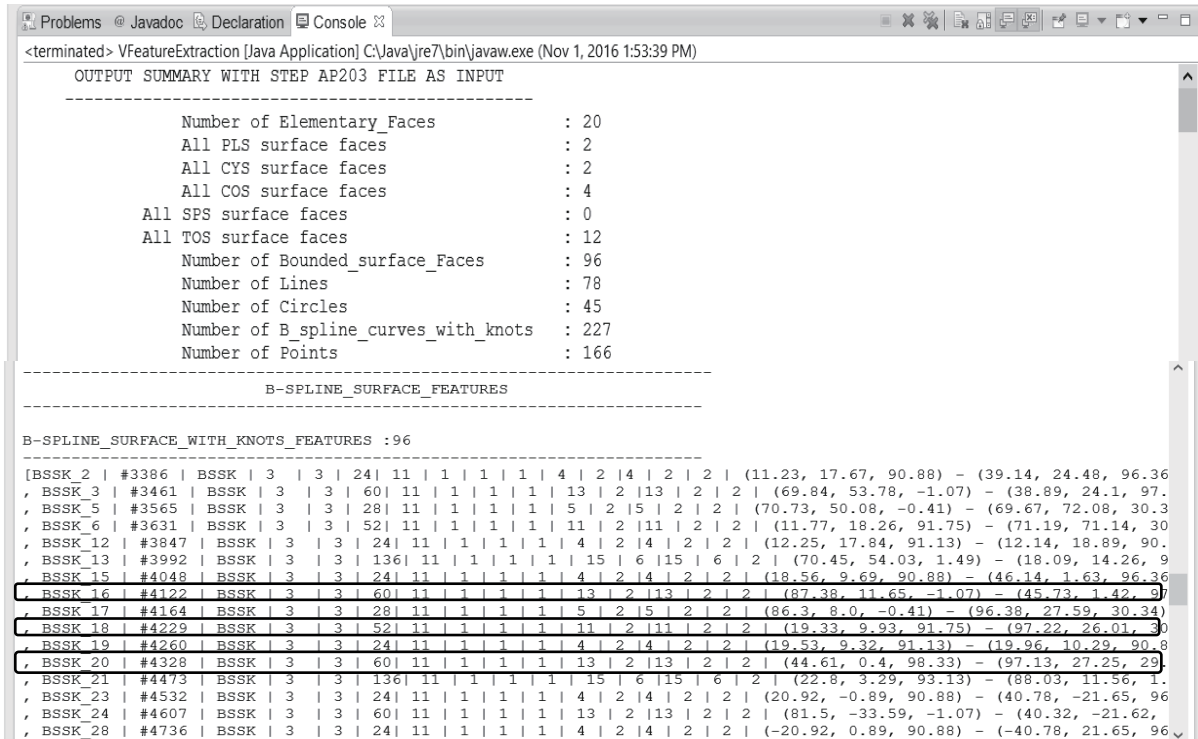 Problems @ Javadoc Declaration Console
<terminated> VFeatureExtraction [Java Application] C:\Java\jre7\bin\javaw.exe (Nov 1, 2016 1:53:39 PM)
OUTPUT SUMMARY WITH STEP AP203 FILE AS INPUT
------------------------------------------------
Number of Elementary_Faces : 20
All PLS surface faces : 2
All CYS surface faces : 2
All COS surface faces : 4
All SPS surface faces : 0
All TOS surface faces : 12
Number of Bounded_surface_Faces : 96
Number of Lines : 78
Number of Circles : 45
Number of B_spline_curves_with_knots : 227
Number of Points : 166
------------------------------------------------------------------------
B-SPLINE_SURFACE_FEATURES
-----------------------------------------------------------------------
B-SPLINE_SURFACE_WITH_KNOTS_FEATURES :96
-----------------------------------------------------------------------
[BSSK_2 | #3386 | BSSK | 3 | 3 | 24| 11 | 1 | 1 | 1 | 4 | 2 |4 | 2 | 2 | (11.23, 17.67, 90.88) - (39.14, 24.48, 96.36
, BSSK_3 | #3461 | BSSK | 3 | 3 | 60| 11 | 1 | 1 | 1 | 13 | 2 |13 | 2 | 2 | (69.84, 53.78, -1.07) - (38.89, 24.1, 97.
, BSSK_5 | #3565 | BSSK | 3 | 3 | 28| 11 | 1 | 1 | 1 | 5 | 2 |5 | 2 | 2 | (70.73, 50.08, -0.41) - (69.67, 72.08, 30.3
, BSSK_6 | #3631 | BSSK | 3 | 3 | 52| 11 | 1 | 1 | 1 | 11 | 2 |11 | 2 | 2 | (11.77, 18.26, 91.75) - (71.19, 71.14, 30
, BSSK_12 | #3847 | BSSK | 3 | 3 | 24| 11 | 1 | 1 | 1 | 4 | 2 |4 | 2 | 2 | (12.25, 17.84, 91.13) - (12.14, 18.89, 90.
, BSSK_13 | #3992 | BSSK | 3 | 3 | 136| 11 | 1 | 1 | 1 | 15 | 6 |15 | 6 | 2 | (70.45, 54.03, 1.49) - (18.09, 14.26, 9
, BSSK_15 | #4048 | BSSK | 3 | 3 | 24| 11 | 1 | 1 | 1 | 4 | 2 |4 | 2 | 2 | (18.56, 9.69, 90.88) - (46.14, 1.63, 96.36
, BSSK_16 | #4122 | BSSK | 3 | 3 | 60| 11 | 1 | 1 | 1 | 13 | 2 |13 | 2 | 2 | (87.38, 11.65, -1.07) - (45.73, 1.42, 97
, BSSK_17 | #4164 | BSSK | 3 | 3 | 28| 11 | 1 | 1 | 1 | 5 | 2 |5 | 2 | 2 | (86.3, 8.0, -0.41) - (96.38, 27.59, 30.34)
, BSSK_18 | #4229 | BSSK | 3 | 3 | 52| 11 | 1 | 1 | 1 | 11 | 2 |11 | 2 | 2 | (19.33, 9.93, 91.75) - (97.22, 26.01, 30
, BSSK_19 | #4260 | BSSK | 3 | 3 | 24| 11 | 1 | 1 | 1 | 4 | 2 |4 | 2 | 2 | (19.53, 9.32, 91.13) - (19.96, 10.29, 90.8
, BSSK_20 | #4328 | BSSK | 3 | 3 | 60| 11 | 1 | 1 | 1 | 13 | 2 |13 | 2 | 2 | (44.61, 0.4, 98.33) - (97.13, 27.25, 29.
, BSSK_21 | #4473 | BSSK | 3 | 3 | 136| 11 | 1 | 1 | 1 | 15 | 6 |15 | 6 | 2 | (22.8, 3.29, 93.13) - (88.03, 11.56, 1.
, BSSK_23 | #4532 | BSSK | 3 | 3 | 24| 11 | 1 | 1 | 1 | 4 | 2 |4 | 2 | 2 | (20.92, -0.89, 90.88) - (40.78, -21.65, 96
, BSSK_24 | #4607 | BSSK | 3 | 3 | 60| 11 | 1 | 1 | 1 | 13 | 2 |13 | 2 | 2 | (81.5, -33.59, -1.07) - (40.32, -21.62,
, BSSK_28 | #4736 | BSSK | 3 | 3 | 24| 11 | 1 | 1 | 1 | 4 | 2 |4 | 2 | 2 | (-20.92, 0.89, 90.88) - (-40.78, 21.65, 96